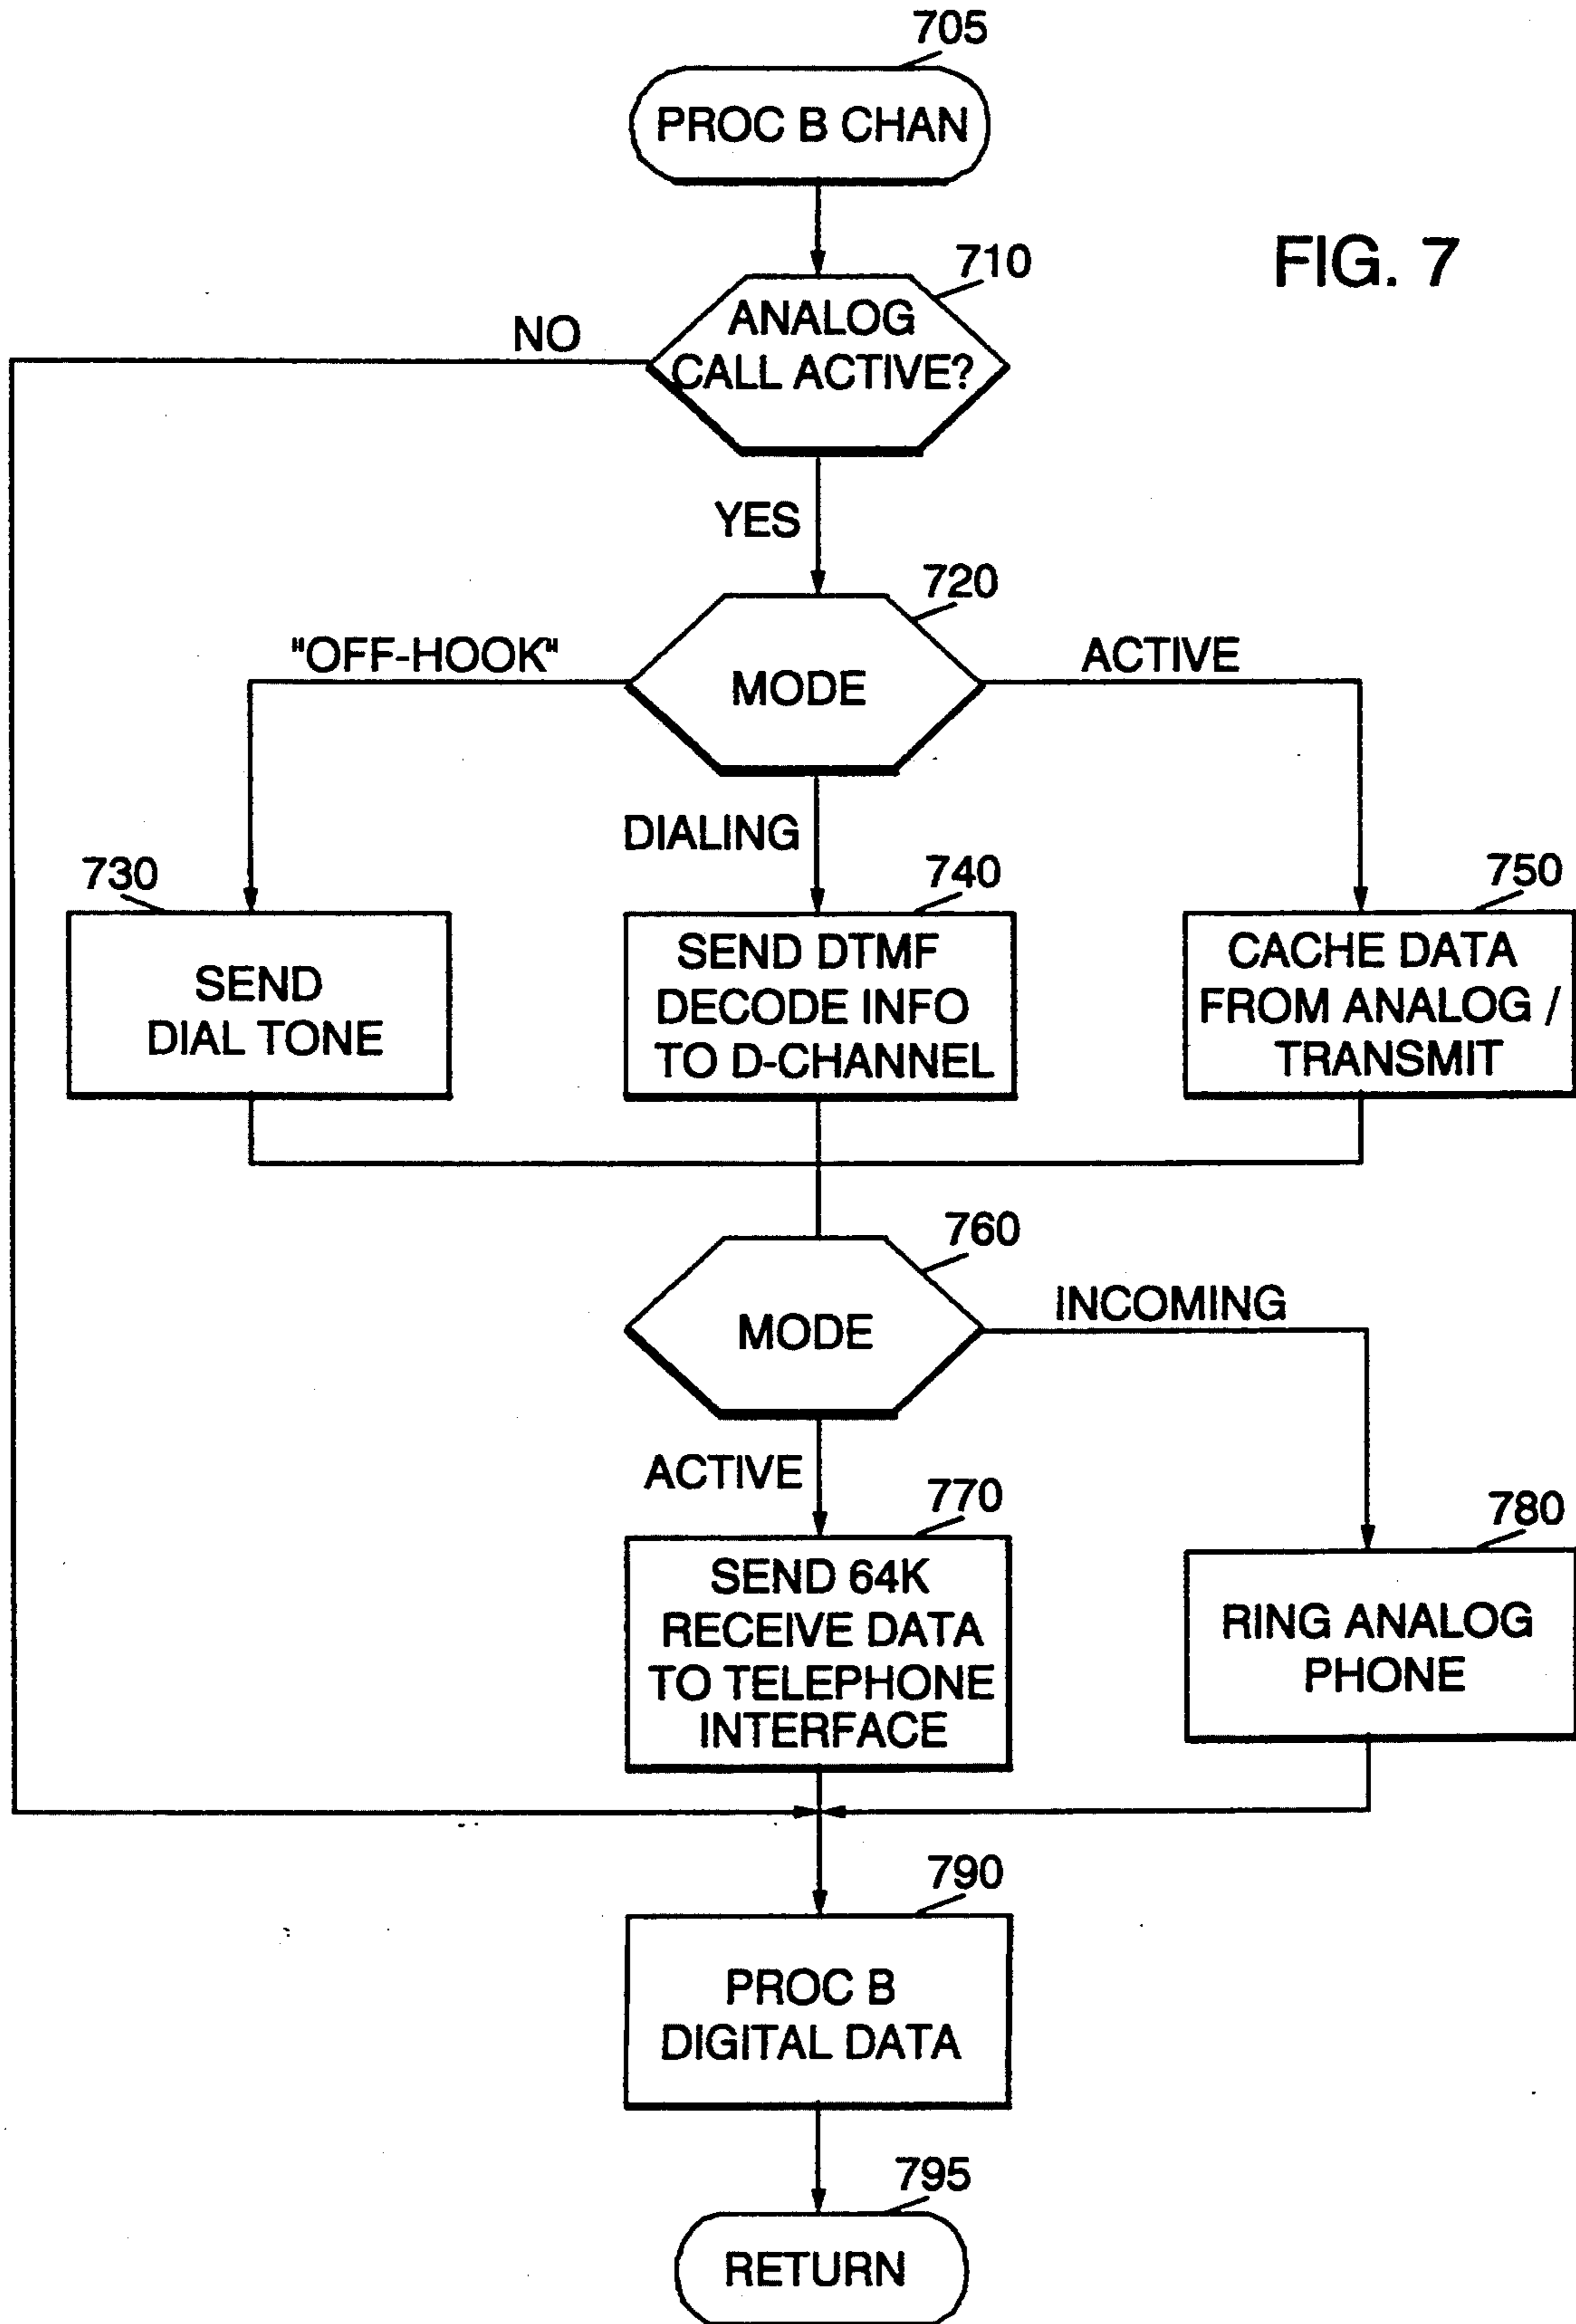 705
PROC B CHAN
FIG. 7
710
ANALOG
CALL ACTIVE?
NO
YES
720
"OFF-HOOK"
MODE
ACTIVE
DIALING
730
SEND
DIAL TONE
740
SEND DTMF
DECODE INFO
TO D-CHANNEL
750
CACHE DATA
FROM ANALOG /
TRANSMIT
760
MODE
INCOMING
ACTIVE
770
SEND 64K
RECEIVE DATA
TO TELEPHONE
INTERFACE
780
RING ANALOG
PHONE
790
PROC B
DIGITAL DATA
795
RETURN